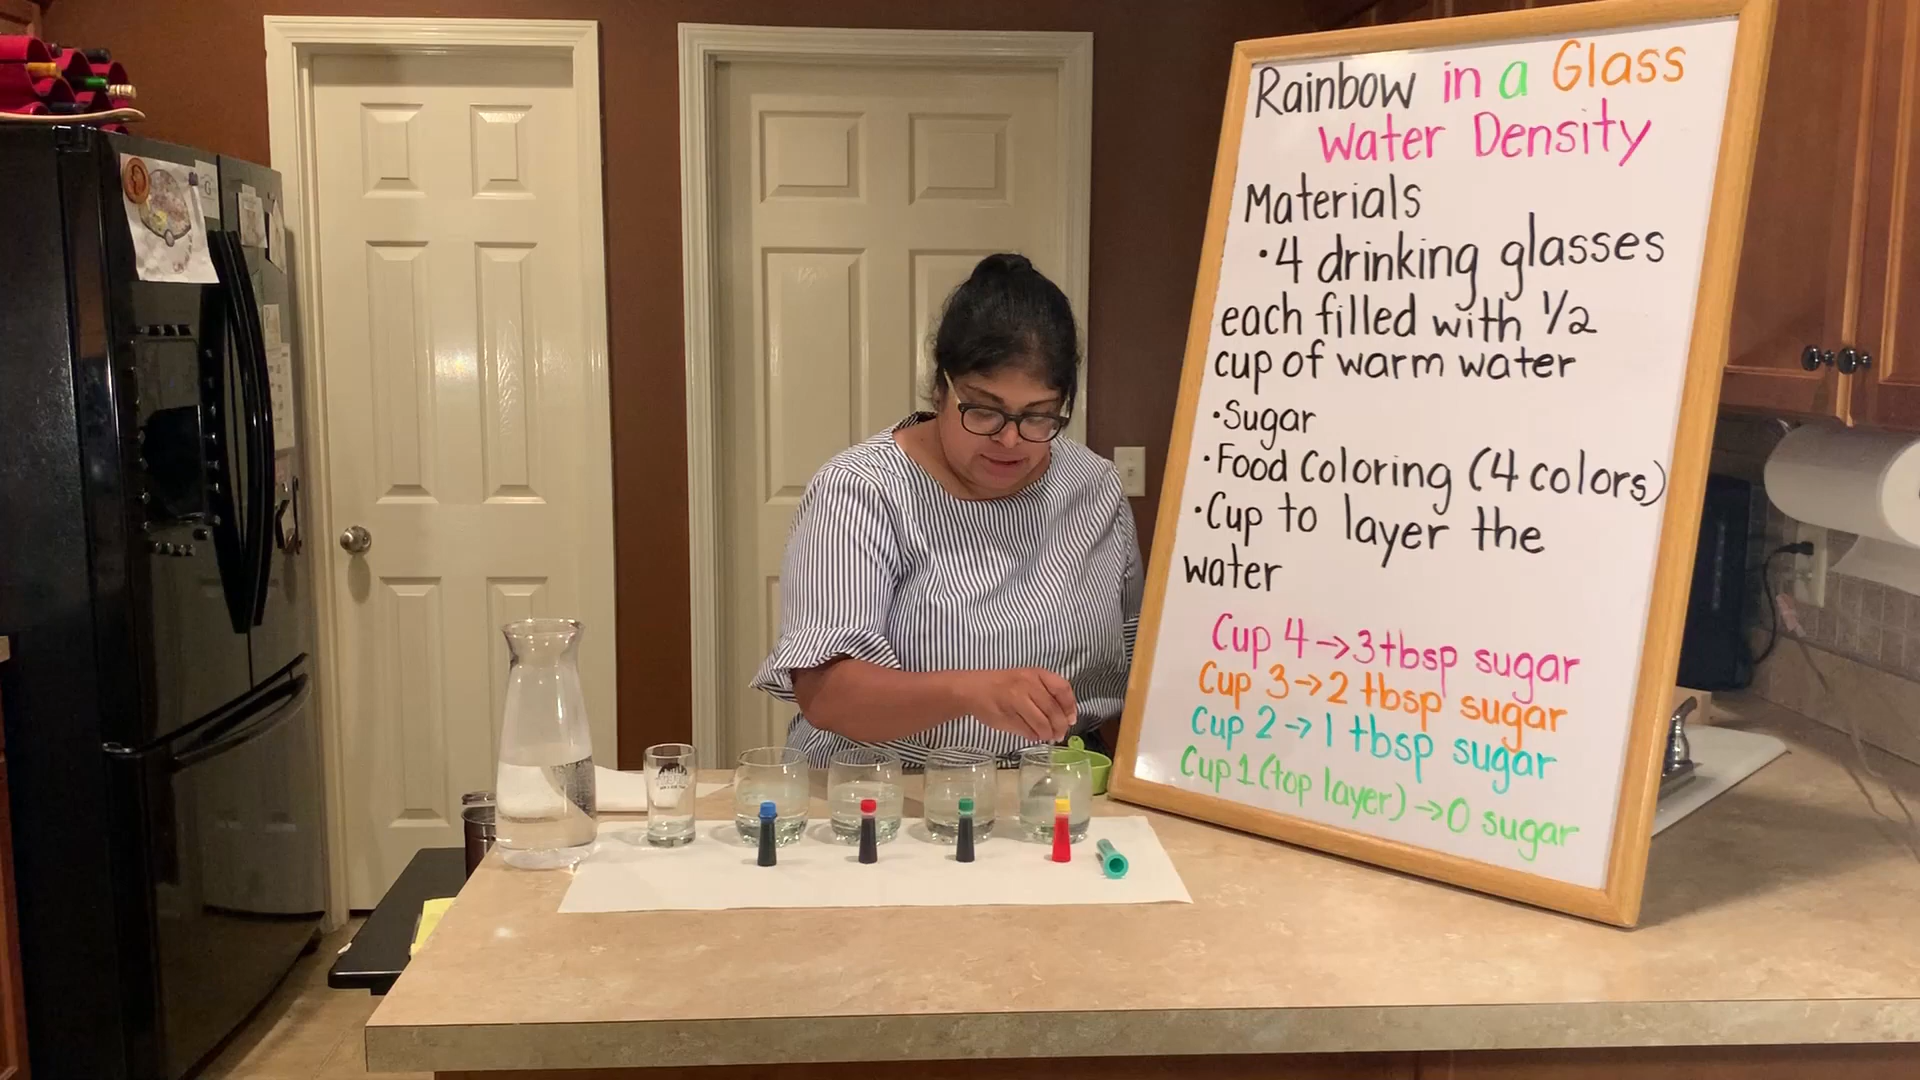 Rainbow in a Glass
Water Density
Materials
•4 drinking glasses
each filled with 1/2
cup of warm water
•Sugar
•Food Coloring (4 colors)
•Cup to layer the
water
Cup 4→3tbsp sugar
Cup 3→2 tbsp sugar
Cup 2→1 tbsp sugar
Cup 1 (top layer)→0 sugar